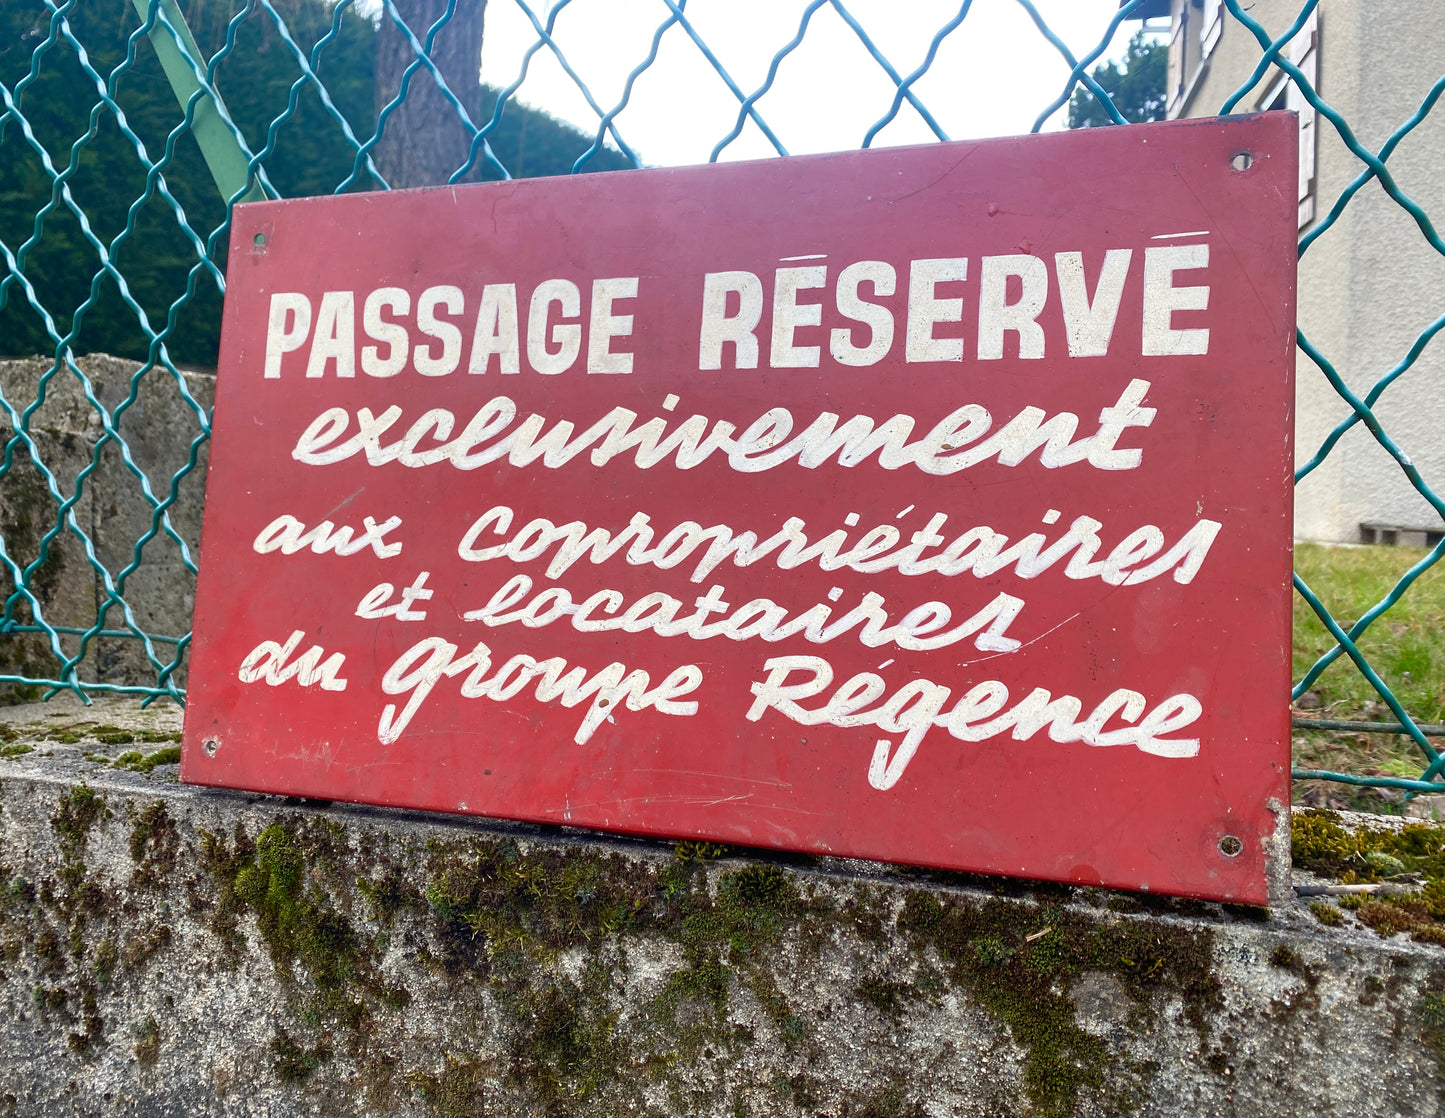 PASSAGE RÉSERVÉ
exclusivement
aux copropriétaires
et locataires
du groupe Régence